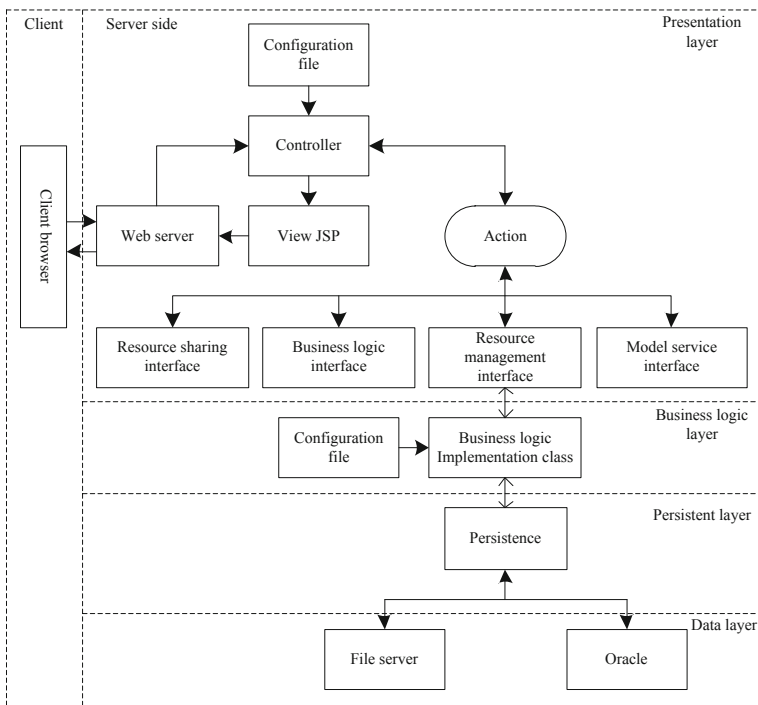 Client
Server side
Presentation
layer
Configuration
file
Controller
Client browser
Web server
View JSP
Action
Resource sharing
interface
Business logic
interface
Resource
management
interface
Model service
interface
Business logic
layer
Configuration
file
Business logic
Implementation class
Persistent layer
Persistence
Data layer
File server
Oracle